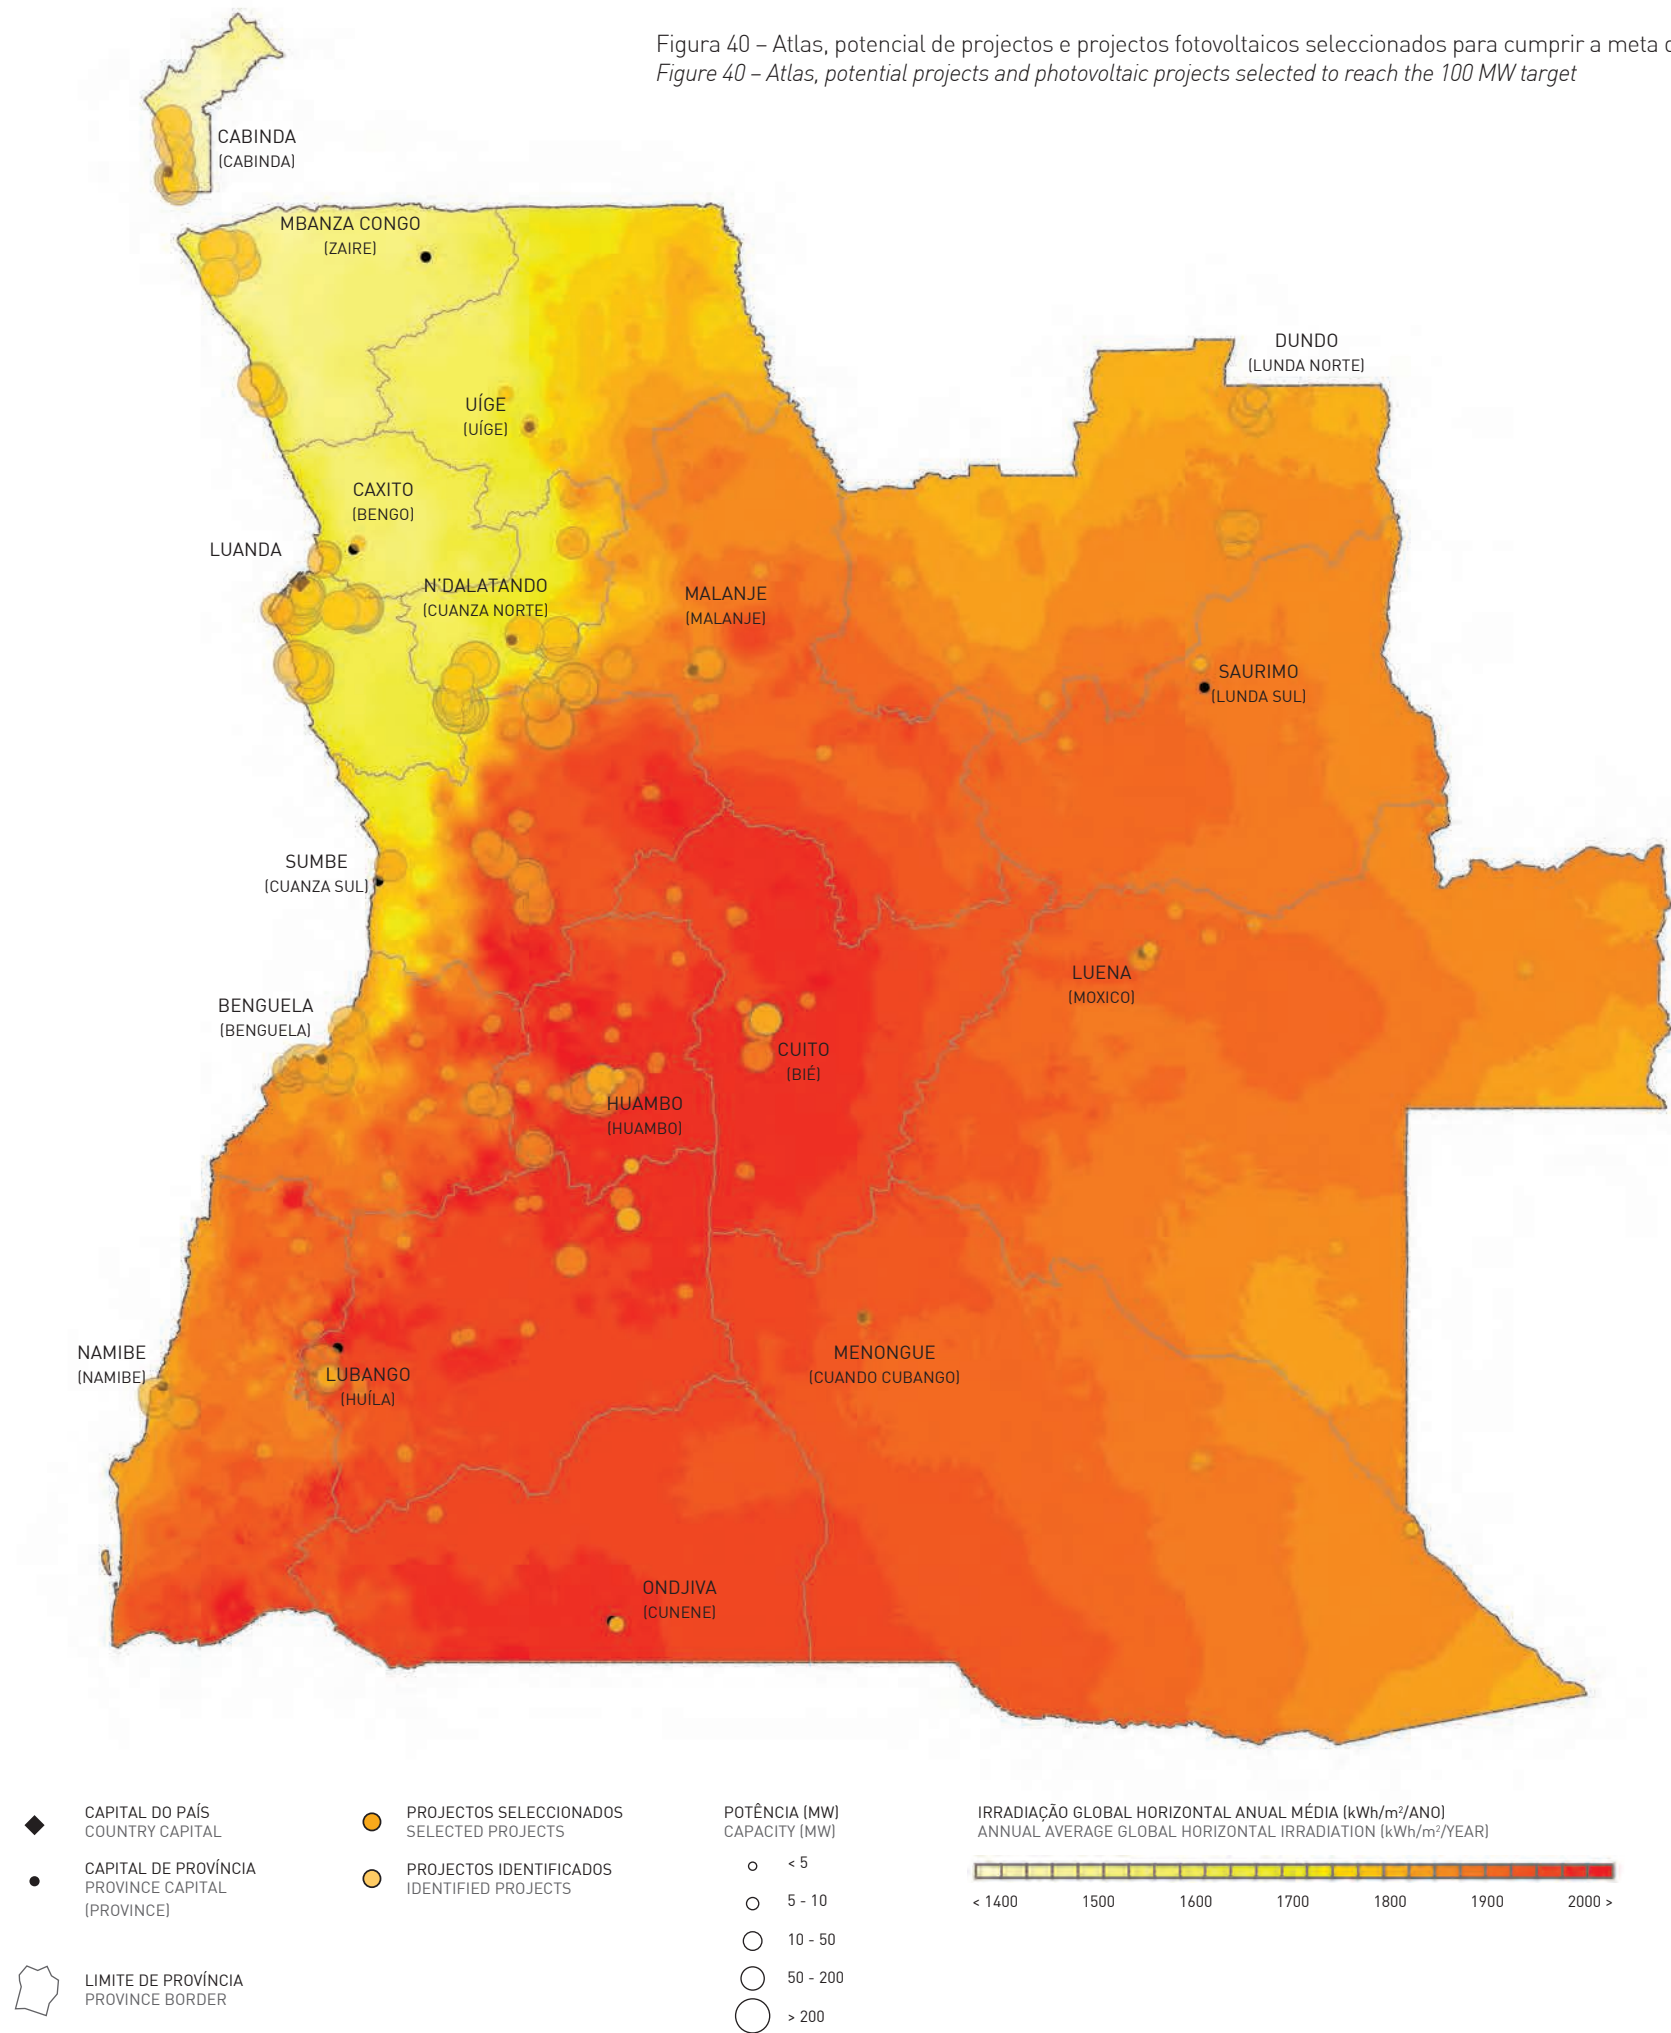 Figura 40 – Atlas, potencial de projectos e projectos fotovoltaicos seleccionados para cumprir a meta
Figure 40 – Atlas, potential projects and photovoltaic projects selected to reach the 100 MW target
CABINDA
(CABINDA)
MBANZA CONGO
(ZAIRE)
DUNDO
(LUNDA NORTE)
UÍGE
(UÍGE)
CAXITO
(BENGO)
LUANDA
N'DALATANDO
(CUANZA NORTE)
MALANJE
(MALANJE)
SAURIMO
(LUNDA SUL)
SUMBE
(CUANZA SUL)
LUENA
(MOXICO)
BENGUELA
(BENGUELA)
CUITO
(BIÉ)
HUAMBO
(HUAMBO)
NAMIBE
(NAMIBE)
LUBANGO
(HUÍLA)
MENONGUE
(CUANDO CUBANGO)
ONDJIVA
(CUNENE)
CAPITAL DO PAÍS
COUNTRY CAPITAL
CAPITAL DE PROVÍNCIA
PROVINCE CAPITAL
(PROVINCE)
LIMITE DE PROVÍNCIA
PROVINCE BORDER
PROJECTOS SELECCIONADOS
SELECTED PROJECTS
PROJECTOS IDENTIFICADOS
IDENTIFIED PROJECTS
POTÊNCIA (MW)
CAPACITY (MW)
< 5
5 - 10
10 - 50
50 - 200
> 200
IRRADIAÇÃO GLOBAL HORIZONTAL ANUAL MÉDIA (kWh/m²/ANO)
ANNUAL AVERAGE GLOBAL HORIZONTAL IRRADIATION (kWh/m²/YEAR)
< 1400 1500 1600 1700 1800 1900 2000 >